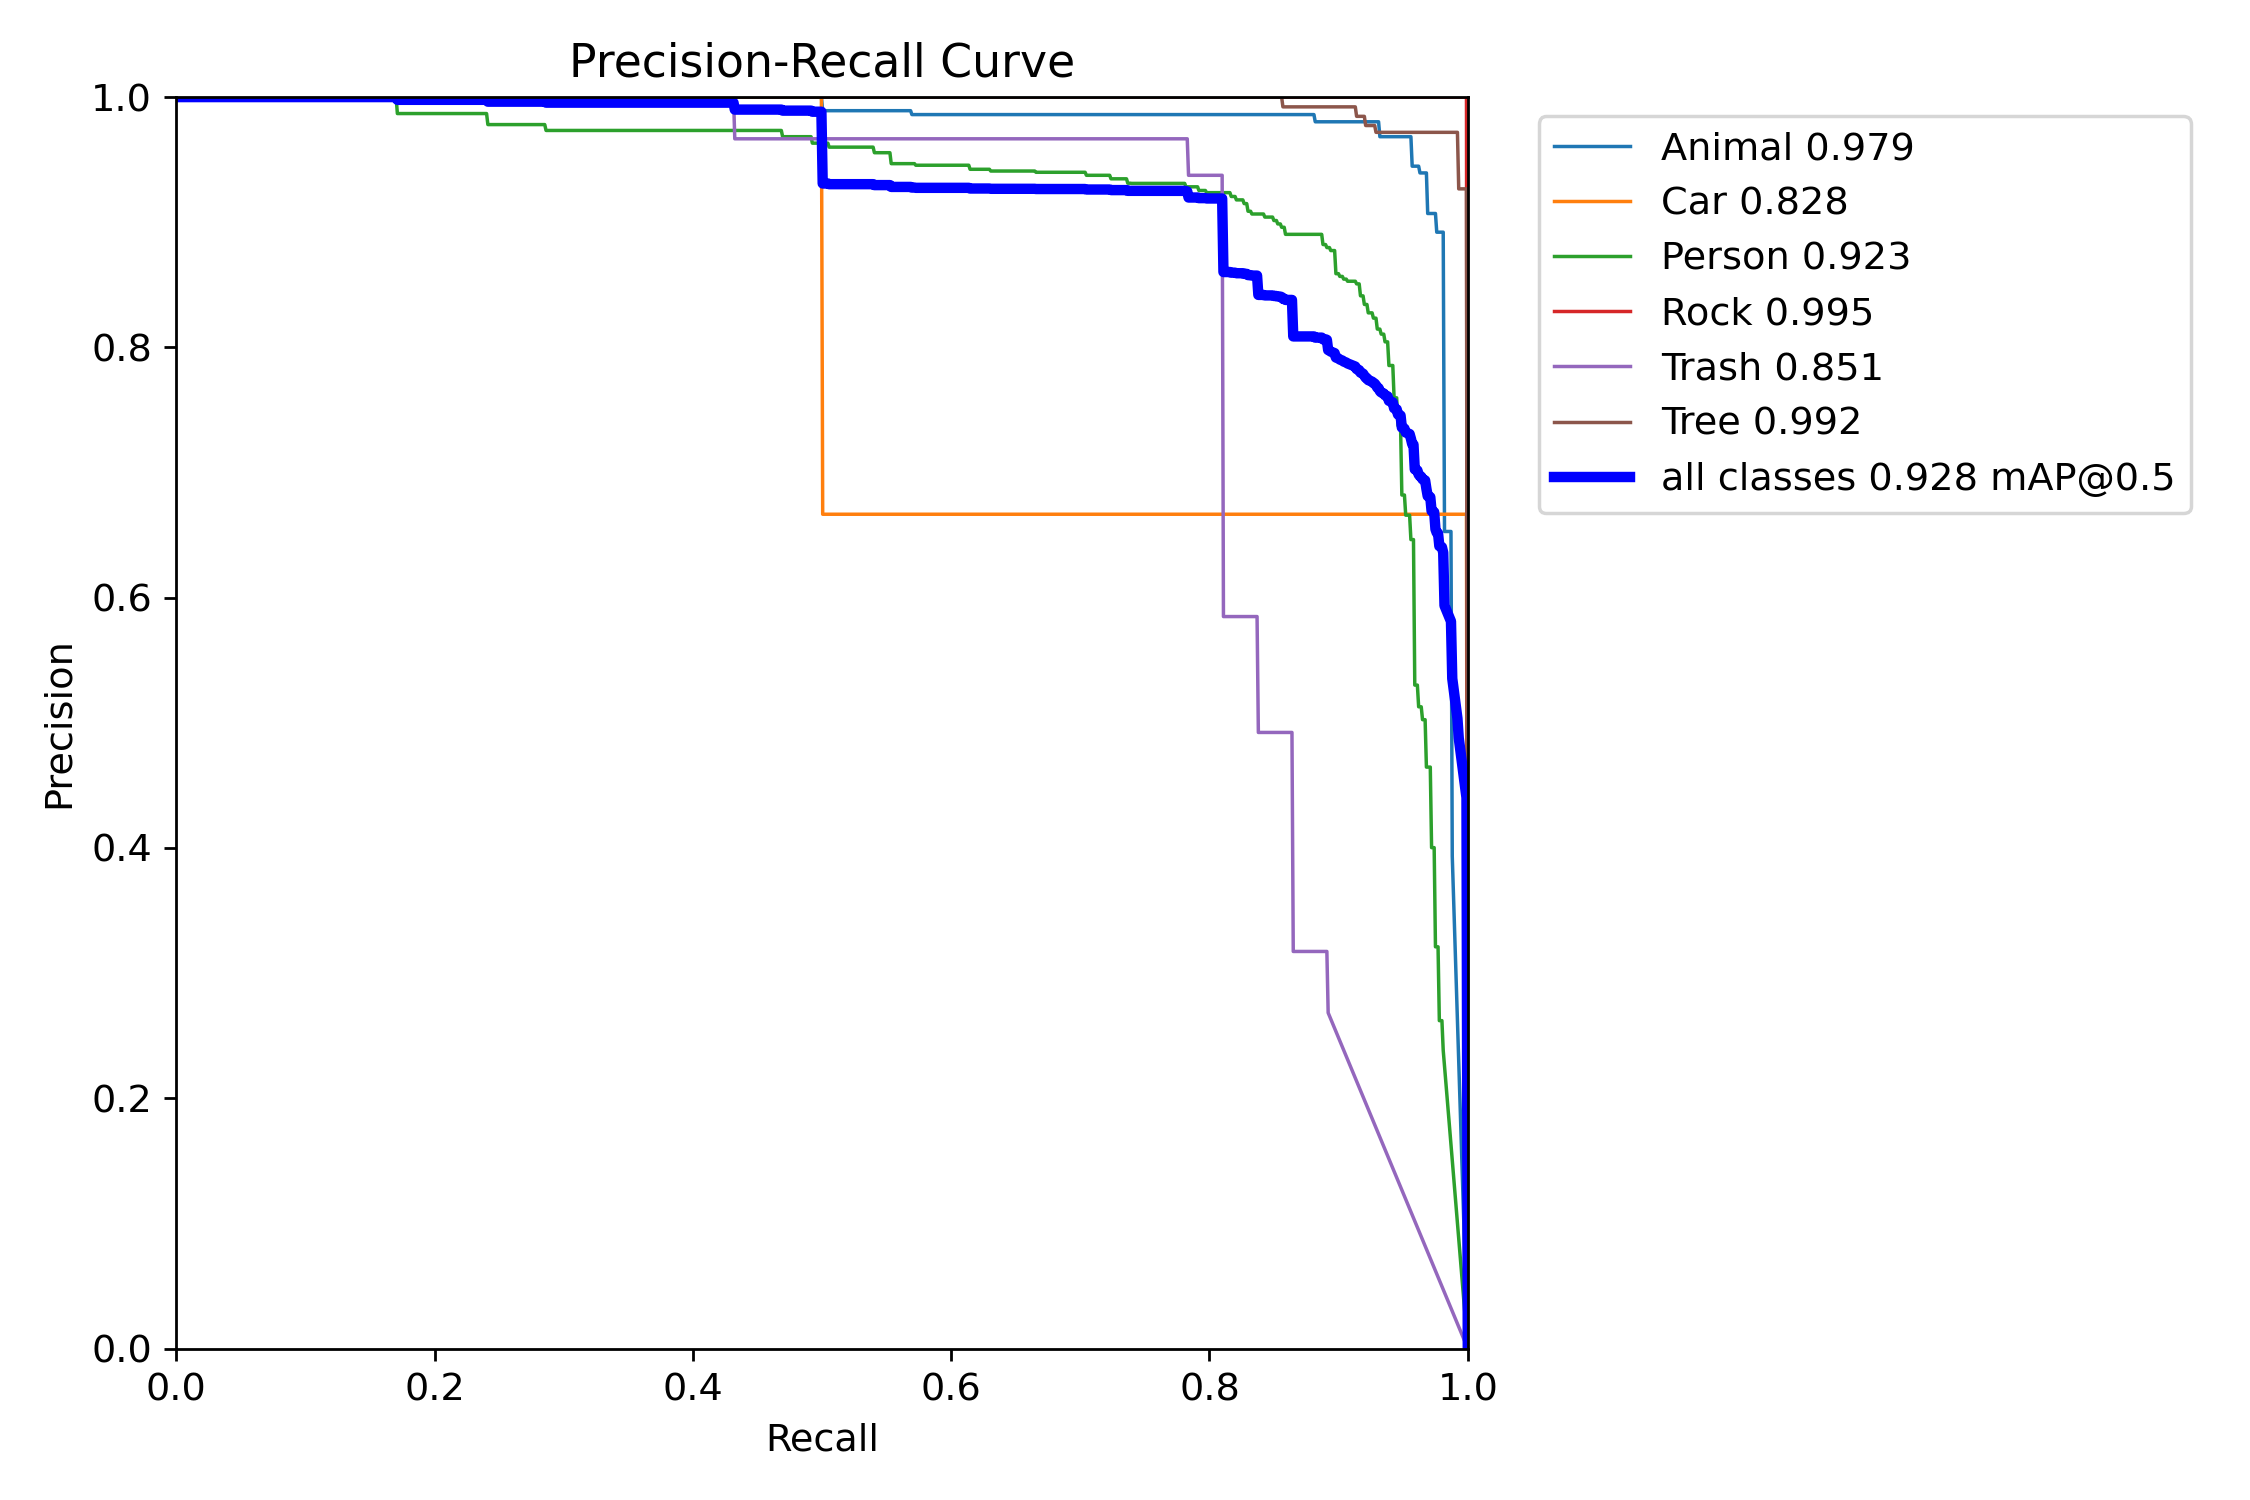 Precision-Recall Curve
1.0
0.8
0.6
0.4
0.2
0.0
Precision
0.0 0.2 0.4 0.6 0.8 1.0
Recall
Animal 0.979
Car 0.828
Person 0.923
Rock 0.995
Trash 0.851
Tree 0.992
all classes 0.928 mAP@0.5